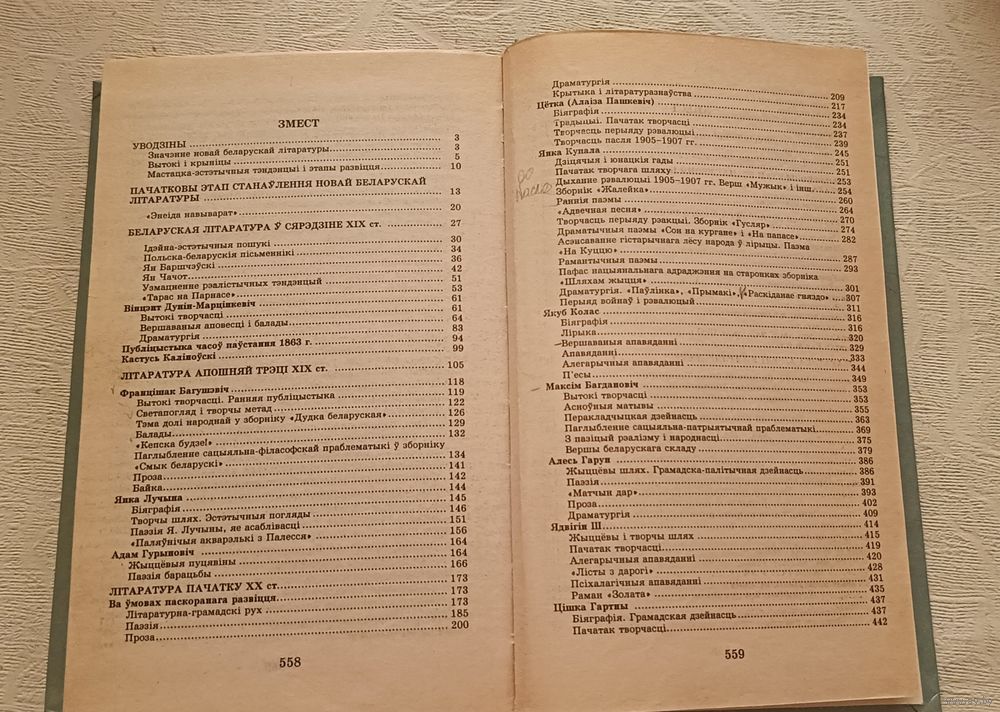 ЗМЕСТ
УВОДЗІНЫ 3
Значэнне новай беларускай літаратуры 3
Вытокі і крыніцы 5
Мастацка-эстэтычныя тэндэнцыі і этапы развіцця 10
ПАЧАТКОВЫ ЭТАП СТАНАЎЛЕННЯ НОВАЙ БЕЛАРУСКАЙ
ЛІТАРАТУРЫ 13
«Энеіда навыварат» 20
БЕЛАРУСКАЯ ЛІТАРАТУРА Ў СЯРЭДЗІНЕ XIX ст. 27
Ідэйна-эстэтычныя пошукі 30
Польска-беларускія пісьменнікі 34
Ян Баршчэўскі 36
Ян Чачот 42
Узмацненне рэалістычных тэндэнцый 51
«Тарас на Парнасе» 53
Вінцэнт Дунін-Марцінкевіч 61
Вытокі творчасці 61
Вершаваныя аповесці і балады 64
Драматургія 83
Публіцыстыка часоў паўстання 1863 г. 94
Кастусь Каліноўскі 99
ЛІТАРАТУРА АПОШНЯЙ ТРЭЦІ XIX ст. 105
Францішак Багушэвіч 118
Вытокі творчасці. Ранняя публіцыстыка 119
Светапогляд і творчы метад 122
Тэма долі народнай у зборніку «Дудка беларуская» 126
Балады 129
«Кепска будзе!» 132
Паглыбленне сацыяльна-філасофскай праблематыкі ў зборніку
«Смык беларускі» 134
Проза 141
Байка 142
Янка Лучына 144
Біяграфія 145
Творчы шлях. Эстэтычныя погляды 146
Паэзія Я. Лучыны, яе асаблівасці 151
«Паляўнічыя акварэлькі з Палесся» 156
Адам Гурыновіч 164
Жыццёвыя пуцявіны 164
Паэзія барацьбы 166
ЛІТАРАТУРА ПАЧАТКУ XX ст. 173
Ва ўмовах паскоранага развіцця 173
Літаратурна-грамадскі рух 173
Паэзія 185
Проза 200
558
Драматургія 209
Крытыка і літаратуразнаўства 217
Цётка (Алаіза Пашкевіч) 234
Біяграфія 234
Традыцыі. Пачатак творчасці 237
Творчасць перыяду рэвалюцыі 239
Творчасць пасля 1905–1907 гг. 245
Янка Купала 251
Дзіцячыя і юнацкія гады 251
Пачатак творчага шляху 253
Дыханне рэвалюцыі 1905–1907 гг. Верш «Мужык» і інш. 254
Зборнік «Жалейка» 260
Раннія паэмы 264
«Адвечная песня» 270
Творчасць перыяду рэакцыі. Зборнік «Гусляр» 274
Драматычныя паэмы «Сон на кургане» і «На папасе» 282
Асэнсаванне гістарычнага лёсу народа ў лірыцы. Паэма
«На Куццю» 287
Рамантычныя паэмы 293
Пафас нацыянальнага адраджэння на старонках зборніка
«Шляхам жыцця» 301
Драматургія. «Паўлінка», «Прымакі», «Раскіданае гняздо» 307
Перыяд войнаў і рэвалюцый 311
Якуб Колас 316
Біяграфія 316
Лірыка 320
Вершаваныя апавяданні 329
Апавяданні 333
Алегарычныя апавяданні 344
П'есы 349
Максім Багдановіч 353
Вытокі творчасці 353
Асноўныя матывы 355
Перакладчыцкая дзейнасць 363
Паглыбленне сацыяльна-патрыятычнай праблематыкі 369
З пазіцый рэалізму і народнасці 375
Вершы беларускага складу 379
Алесь Гарун 386
Жыццёвы шлях. Грамадска-палітычная дзейнасць 386
Паэзія 391
«Матчын дар» 393
Проза 402
Драматургія 409
Ядвігін Ш. 414
Жыццёвы і творчы шлях 415
Пачатак творчасці 419
Алегарычныя апавяданні 420
«Лісты з дарогі» 428
Псіхалагічныя апавяданні 431
Раман «Золата» 435
Цішка Гартны 437
Біяграфія. Грамадская дзейнасць 437
Пачатак творчасці 442
559